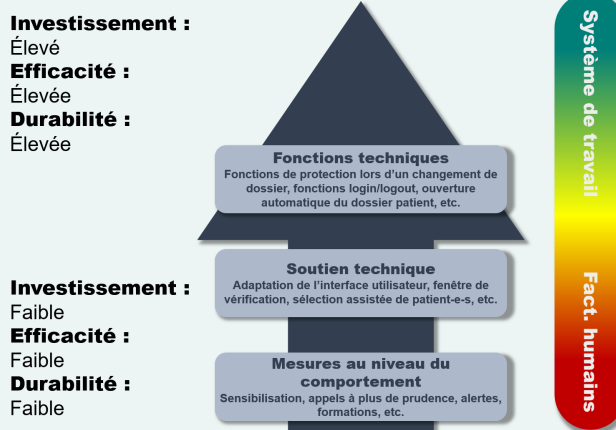 Investissement :
Élevé
Efficacité :
Élevée
Durabilité :
Élevée
Fonctions techniques
Fonctions de protection lors d'un changement de
dossier, fonctions login/logout, ouverture
automatique du dossier patient, etc.
Soutien technique
Adaptation de l'interface utilisateur, fenêtre de
vérification, sélection assistée de patient-e-s, etc.
Investissement :
Faible
Efficacité :
Faible
Durabilité :
Faible
Mesures au niveau du
comportement
Sensibilisation, appels à plus de prudence, alertes,
formations, etc.
Système de travail
Fact. humains